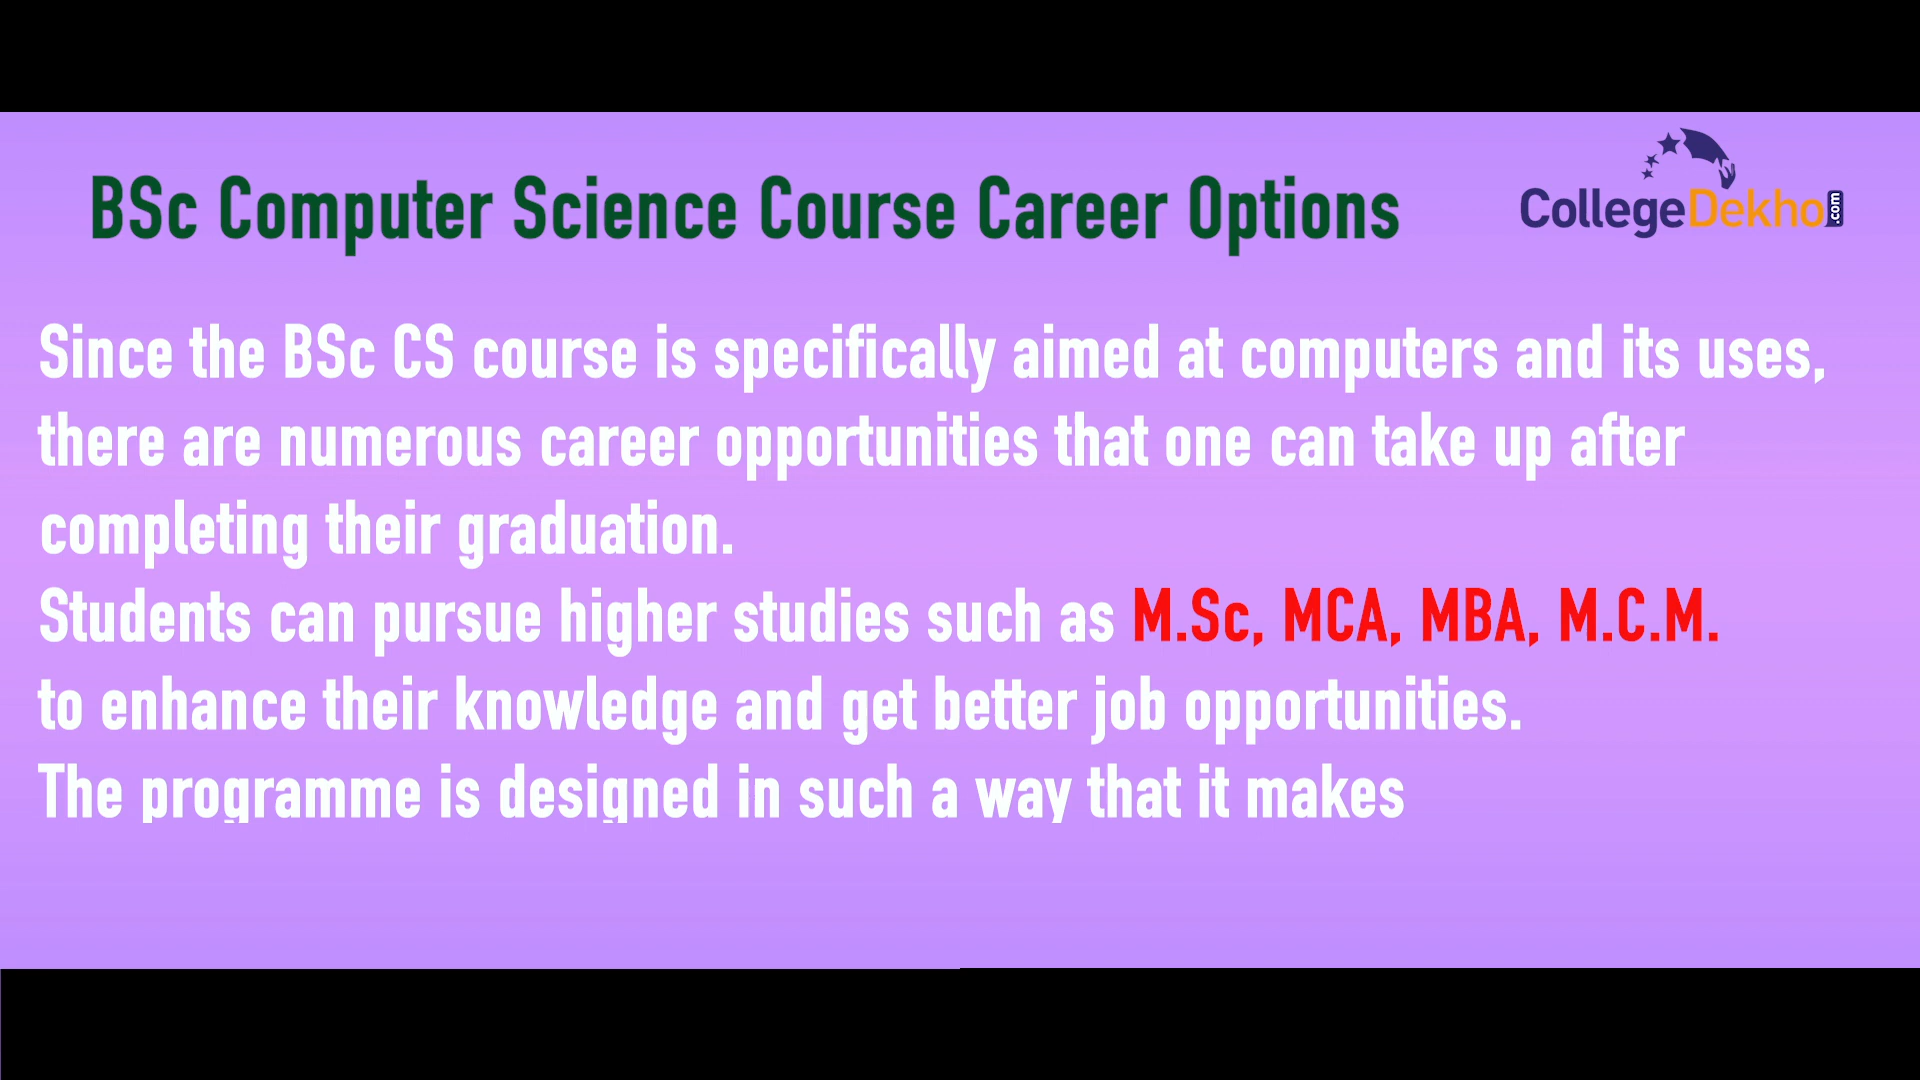 BSc Computer Science Course Career Options
CollegeDekho.com
Since the BSc CS course is specifically aimed at computers and its uses,
there are numerous career opportunities that one can take up after
completing their graduation.
Students can pursue higher studies such as M.Sc, MCA, MBA, M.C.M.
to enhance their knowledge and get better job opportunities.
The programme is designed in such a way that it makes